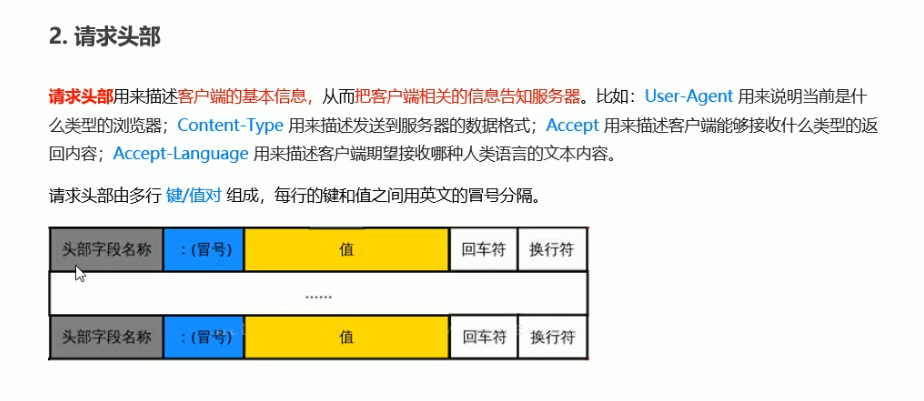 2. 请求头部
请求头部用来描述客户端的基本信息，从而把客户端相关的信息告知服务器。比如：User-Agent 用来说明当前是什
么类型的浏览器；Content-Type 用来描述发送到服务器的数据格式；Accept 用来描述客户端能够接收什么类型的返
回内容；Accept-Language 用来描述客户端期望接收哪种人类语言的文本内容。
请求头部由多行 键/值对 组成，每行的键和值之间用英文的冒号分隔。
头部字段名称 ：(冒号) 值 回车符 换行符
......
头部字段名称 ：(冒号) 值 回车符 换行符